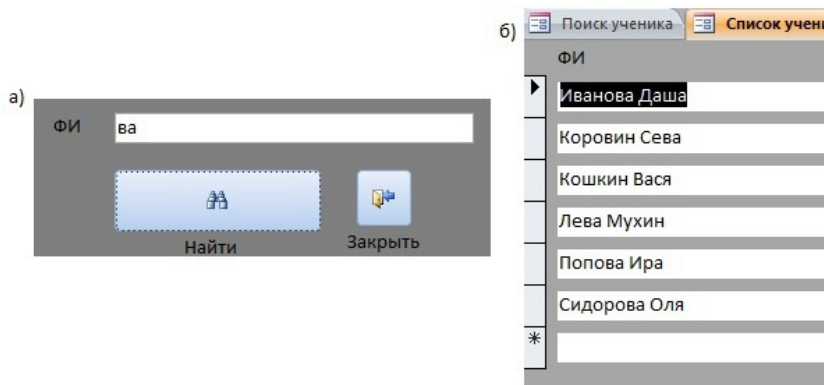 а)
ФИ
ва
Найти
Закрыть
б)
Поиск ученика
Список учени
ФИ
Иванова Даша
Коровин Сева
Кошкин Вася
Лева Мухин
Попова Ира
Сидорова Оля